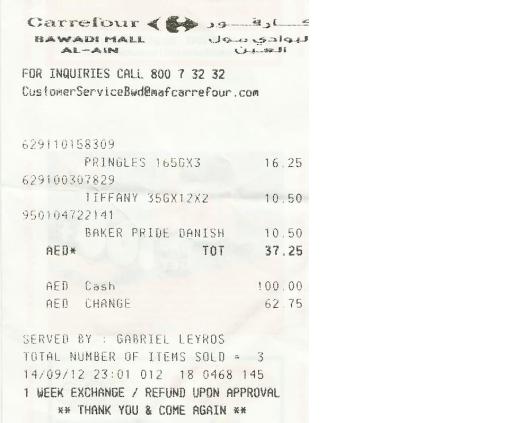 Carrefour كارفور
BAWADI MALL البوادي مول
AL-AIN العين
FOR INQUIRIES CALL 800 7 32 32
CustomerServiceBwd@mafcarrefour.com
629110158309
PRINGLES 165GX3 16.25
629100307829
TIFFANY 35GX12X2 10.50
950104722141
BAKER PRIDE DANISH 10.50
AED* TOT 37.25
AED Cash 100.00
AED CHANGE 62.75
SERVED BY : GABRIEL LEYROS
TOTAL NUMBER OF ITEMS SOLD = 3
14/09/12 23:01 012 18 0468 145
1 WEEK EXCHANGE / REFUND UPON APPROVAL
** THANK YOU & COME AGAIN **